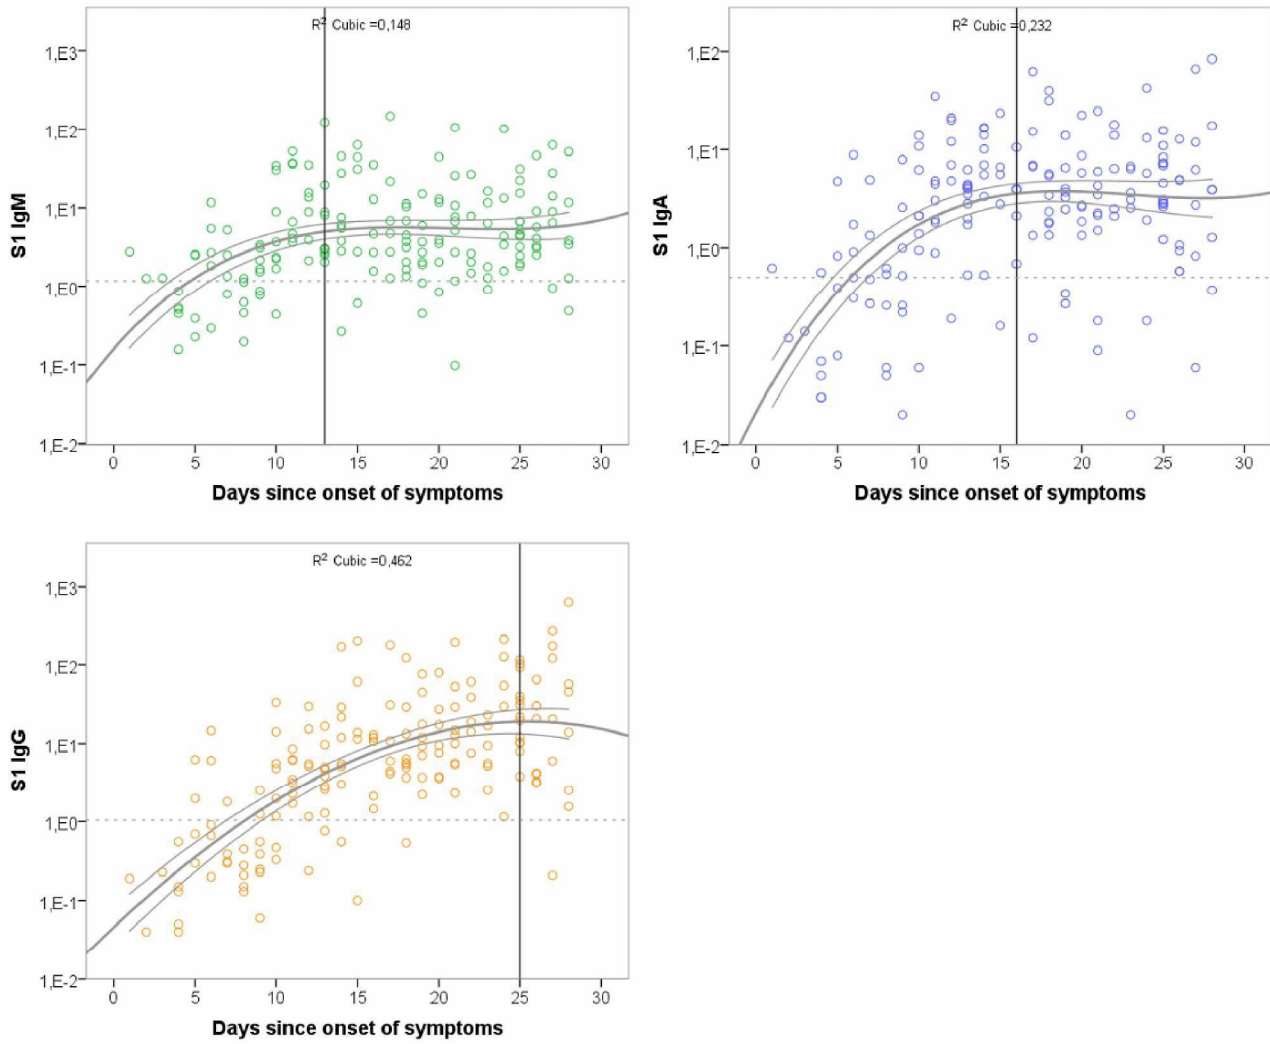 R² Cubic =0,148
1,E3
1,E2
1,E1
1,E0
1,E-1
1,E-2
S1 IgM
0 5 10 15 20 25 30
Days since onset of symptoms
R² Cubic =0,232
1,E2
1,E1
1,E0
1,E-1
1,E-2
S1 IgA
0 5 10 15 20 25 30
Days since onset of symptoms
R² Cubic =0,462
1,E3
1,E2
1,E1
1,E0
1,E-1
1,E-2
S1 IgG
0 5 10 15 20 25 30
Days since onset of symptoms